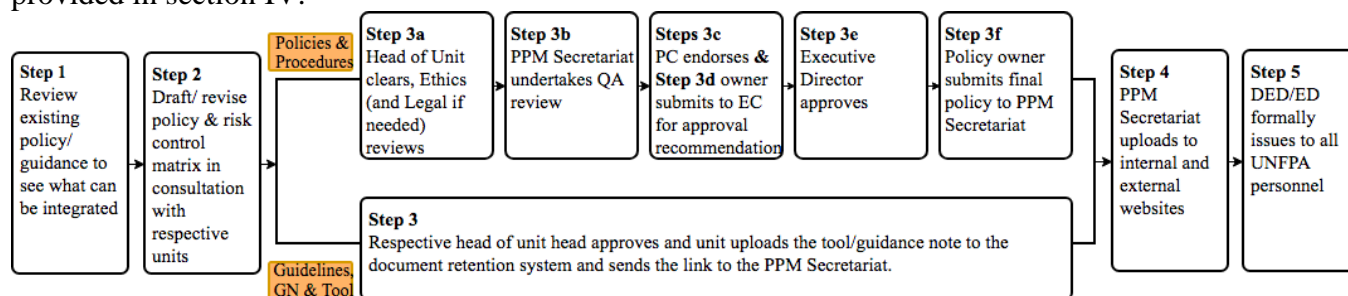 provided in section IV.
Step 1
Review
existing
policy/
guidance to
see what can
be integrated
Step 2
Draft/ revise
policy & risk
control
matrix in
consultation
with
respective
units
Policies &
Procedures
Step 3a
Head of Unit
clears, Ethics
(and Legal if
needed)
reviews
Step 3b
PPM Secretariat
undertakes QA
review
Steps 3c
PC endorses &
Step 3d owner
submits to EC
for approval
recommendation
Step 3e
Executive
Director
approves
Step 3f
Policy owner
submits final
policy to PPM
Secretariat
Guidelines,
GN & Tool
Step 3
Respective head of unit head approves and unit uploads the tool/guidance note to the
document retention system and sends the link to the PPM Secretariat.
Step 4
PPM
Secretariat
uploads to
internal and
external
websites
Step 5
DED/ED
formally
issues to all
UNFPA
personnel